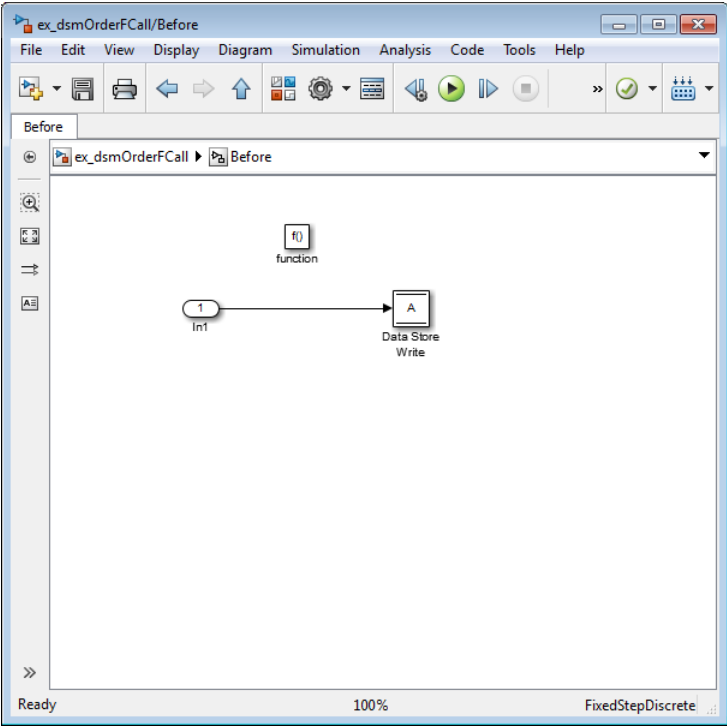 ex_dsmOrderFCall/Before
File Edit View Display Diagram Simulation Analysis Code Tools Help
»
Before
ex_dsmOrderFCall Before
f()
function
1
In1
A
Data Store
Write
»
Ready 100% FixedStepDiscrete